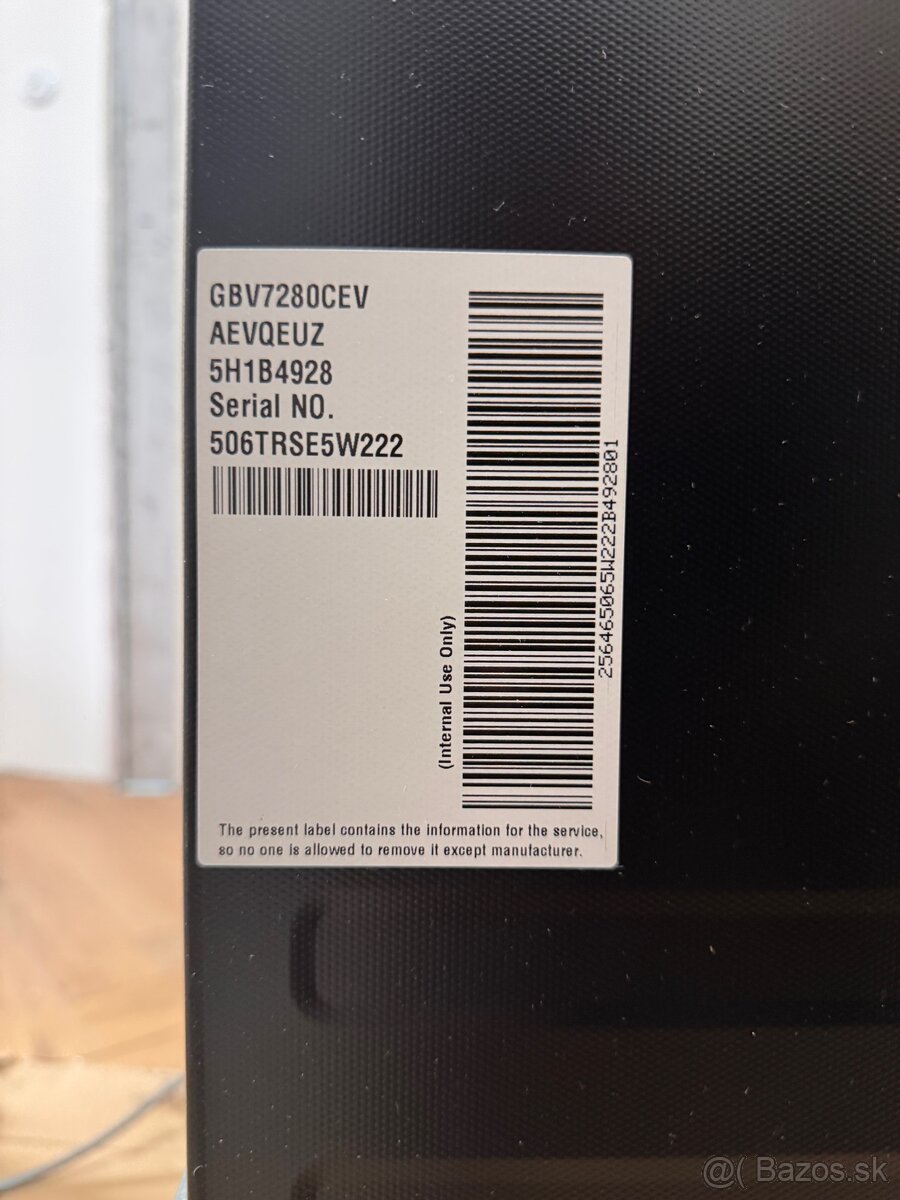 GBV7280CEV
AEVQEUZ
5H1B4928
Serial NO.
506TRSE5W222
(Internal Use Only)
256465065W222B492801
The present label contains the information for the service,
so no one is allowed to remove it except manufacturer.
@( Bazos.sk